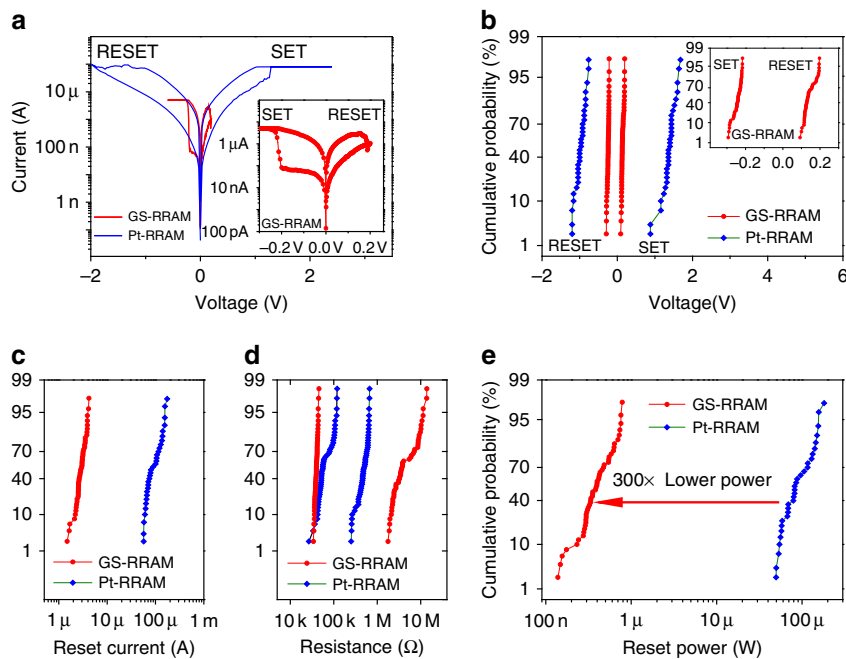 a
RESET SET
10 μ
100 n
1 n
Current (A)
GS-RRAM
Pt-RRAM
−2 0 2
Voltage (V)
SET RESET
1 μA
10 nA
100 pA
GS-RRAM
−0.2 V 0.0 V 0.2 V
b
99
95
70
40
10
1
Cumulative probability (%)
RESET SET
GS-RRAM
Pt-RRAM
−2 0 2 4 6
Voltage(V)
99
95
70
40
10
1
SET RESET
GS-RRAM
−0.2 0.0 0.2
c
99
95
70
40
10
1
GS-RRAM
Pt-RRAM
1 μ 100 μ 1 m
Reset current (A)
d
99
95
70
40
10
1
GS-RRAM
Pt-RRAM
10 k 100 k 1 M 10 M
Resistance (Ω)
e
99
95
70
40
10
1
Cumulative probability (%)
GS-RRAM
Pt-RRAM
300× Lower power
100 n 1 μ 10 μ 100 μ
Reset power (W)